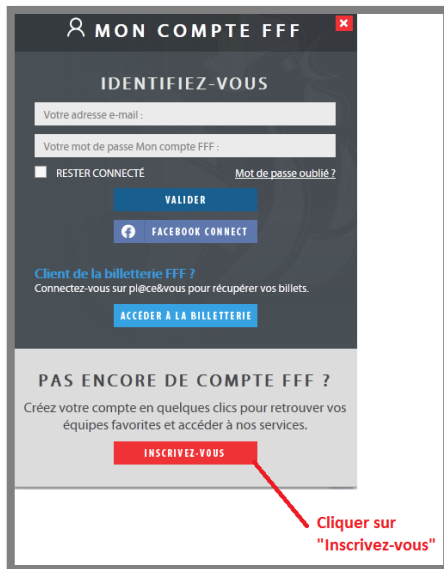 MON COMPTE FFF
IDENTIFIEZ-VOUS
Votre adresse e-mail :
Votre mot de passe Mon compte FFF :
RESTER CONNECTÉ
Mot de passe oublié ?
VALIDER
FACEBOOK CONNECT
Client de la billetterie FFF ?
Connectez-vous sur pl@ce&vous pour récupérer vos billets.
ACCÉDER À LA BILLETTERIE
PAS ENCORE DE COMPTE FFF ?
Créez votre compte en quelques clics pour retrouver vos
équipes favorites et accéder à nos services.
INSCRIVEZ-VOUS
Cliquer sur
"Inscrivez-vous"